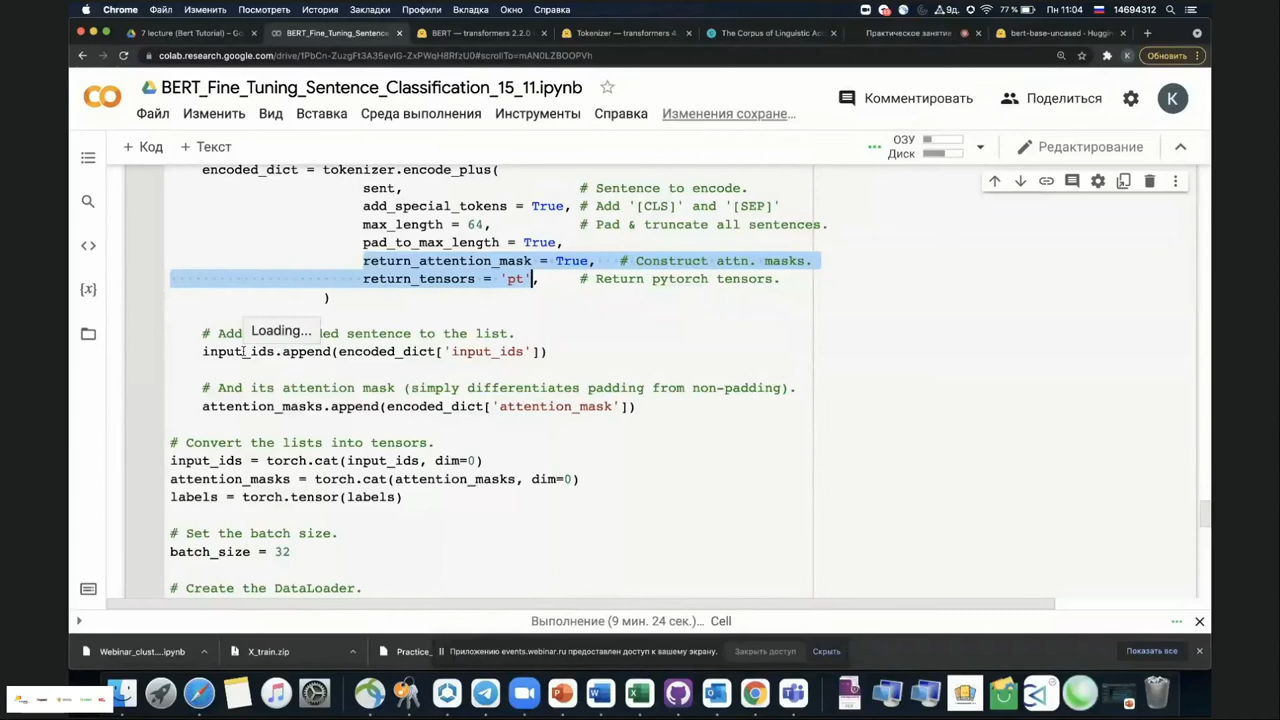 Chrome Файл Изменить Посмотреть История Закладки Профили Вкладка Окно Справка 9д. 77 % Пн 11:04 14694312
7 lecture (Bert Tutorial) - Go BERT_Fine_Tuning_Sentence BERT — transformers 2.2.0 Tokenizer — transformers 4. The Corpus of Linguistic Ac Практическое занятие bert-base-uncased · Huggin
colab.research.google.com/drive/1PbCn-ZuzgFt3A35evIG-ZxPWqH8RfzU0#scrollTo=mAN0LZBOOPVh Обновить
BERT_Fine_Tuning_Sentence_Classification_15_11.ipynb
Комментировать Поделиться K
Файл Изменить Вид Вставка Среда выполнения Инструменты Справка Изменения сохране…
+ Код + Текст ОЗУ Диск Редактирование
encoded_dict = tokenizer.encode_plus(
sent, # Sentence to encode.
add_special_tokens = True, # Add '[CLS]' and '[SEP]'
max_length = 64, # Pad & truncate all sentences.
pad_to_max_length = True,
return_attention_mask = True, # Construct attn. masks.
return_tensors = 'pt', # Return pytorch tensors.
)
# Add ed sentence to the list.
Loading...
input_ids.append(encoded_dict['input_ids'])
# And its attention mask (simply differentiates padding from non-padding).
attention_masks.append(encoded_dict['attention_mask'])
# Convert the lists into tensors.
input_ids = torch.cat(input_ids, dim=0)
attention_masks = torch.cat(attention_masks, dim=0)
labels = torch.tensor(labels)
# Set the batch size.
batch_size = 32
# Create the DataLoader.
Выполнение (9 мин. 24 сек.)… Cell
Webinar_clust....ipynb X_train.zip Practice_ Приложению events.webinar.ru предоставлен доступ к вашему экрану. Закрыть доступ Скрыть Показать все